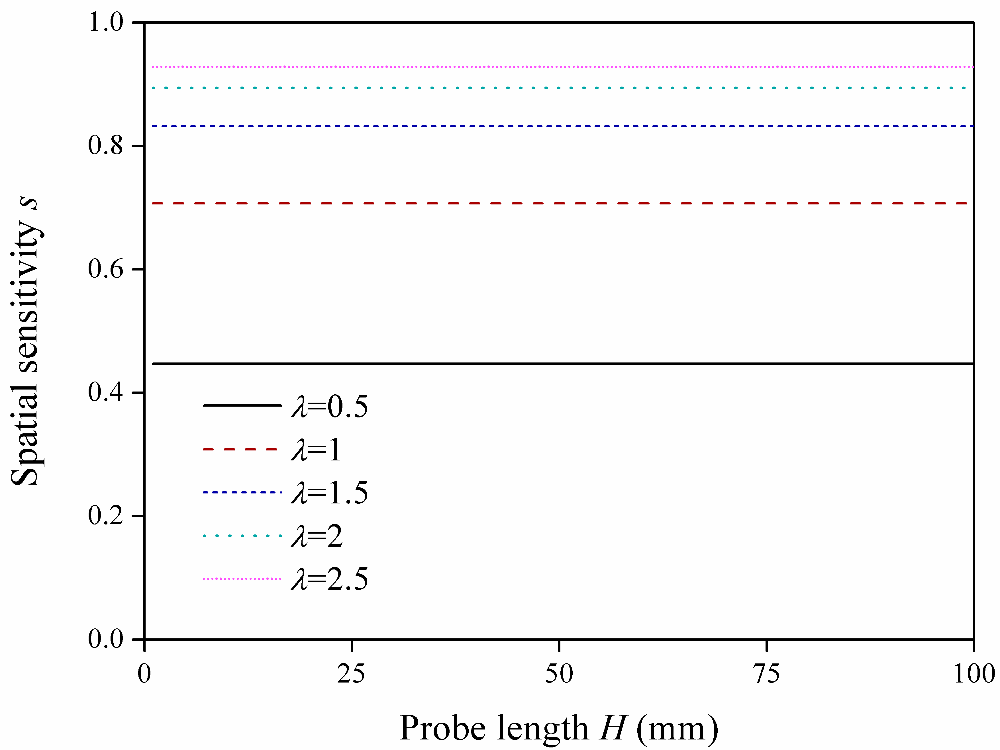 1.0
0.8
0.6
0.4
0.2
0.0
Spatial sensitivity s
λ=0.5
λ=1
λ=1.5
λ=2
λ=2.5
0 25 50 75 100
Probe length H (mm)